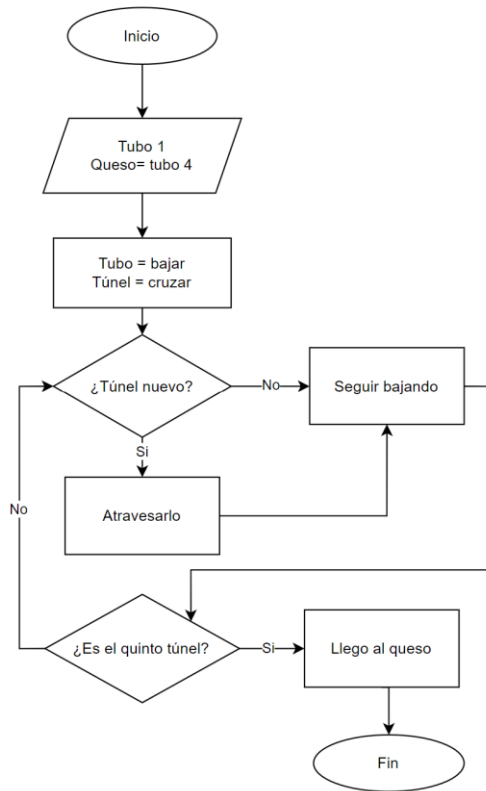 Inicio
Tubo 1
Queso= tubo 4
Tubo = bajar
Túnel = cruzar
¿Túnel nuevo?
No
Seguir bajando
Si
Atravesarlo
No
¿Es el quinto túnel?
Si
Llego al queso
Fin